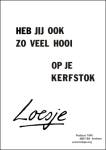 HEB JIJ OOK
ZO VEEL HOOI
OP JE
KERFSTOK
Loesje